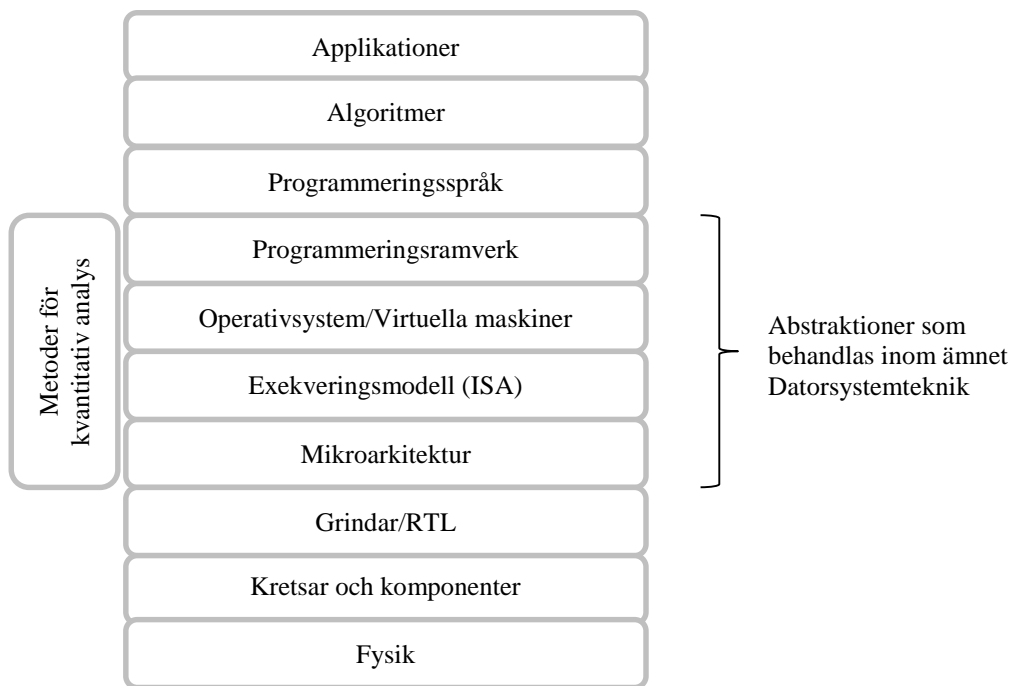 Applikationer
Algoritmer
Programmeringsspråk
Programmeringsramverk
Operativsystem/Virtuella maskiner
Exekveringsmodell (ISA)
Mikroarkitektur
Grindar/RTL
Kretsar och komponenter
Fysik
Metoder för
kvantitativ analys
Abstraktioner som
behandlas inom ämnet
Datorsystemteknik